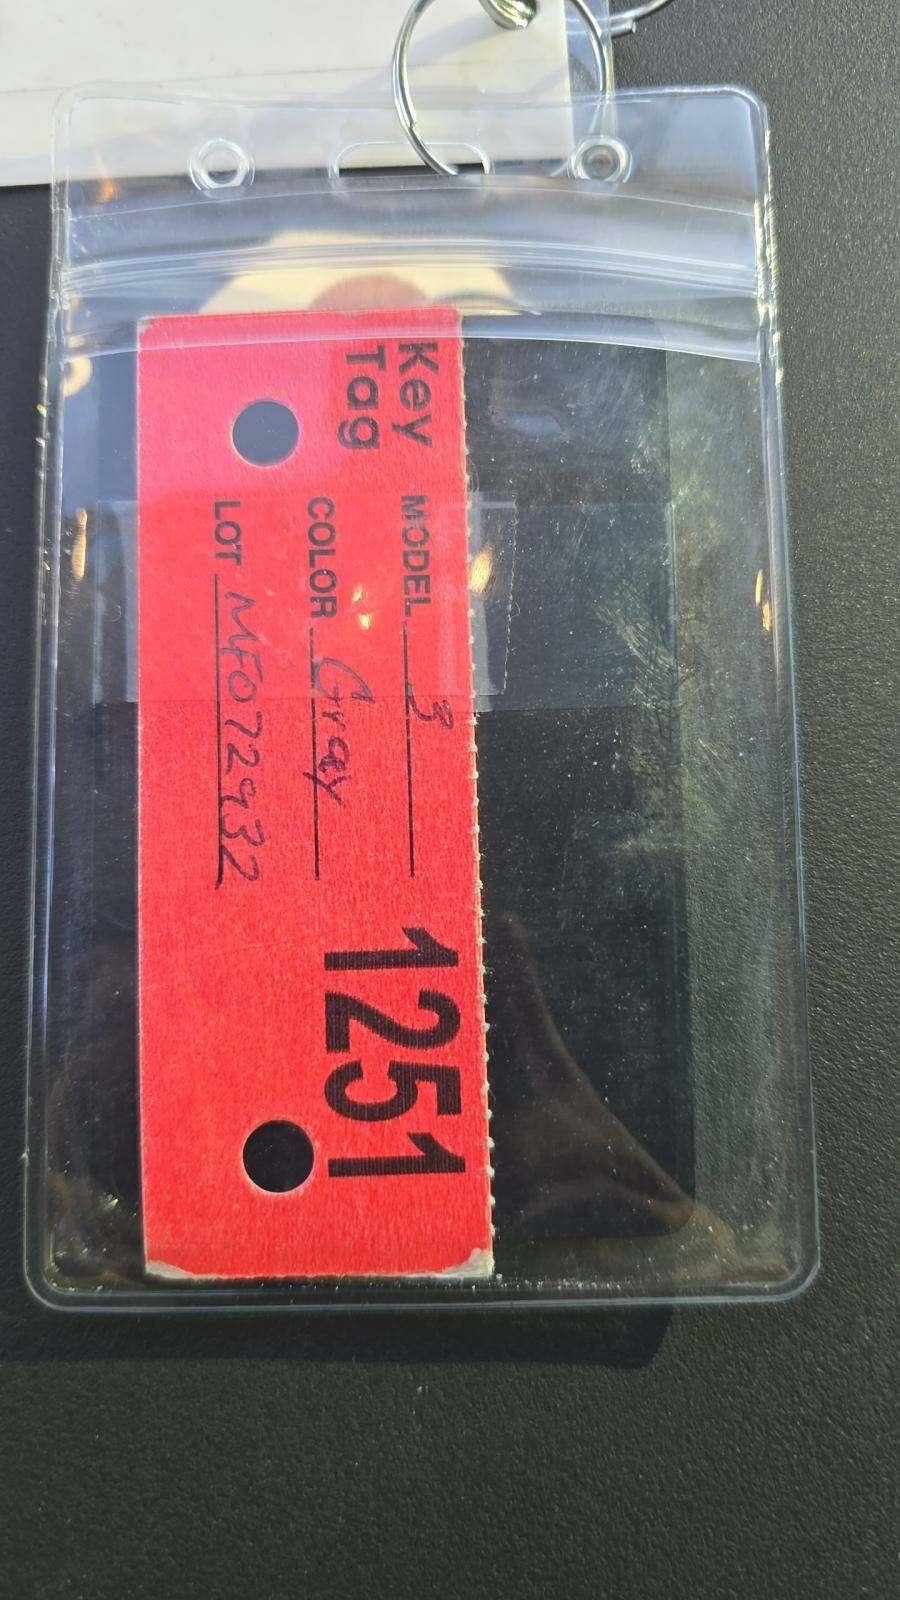 Key
Tag
MODEL 3
COLOR Gray
LOT MF072932
1251